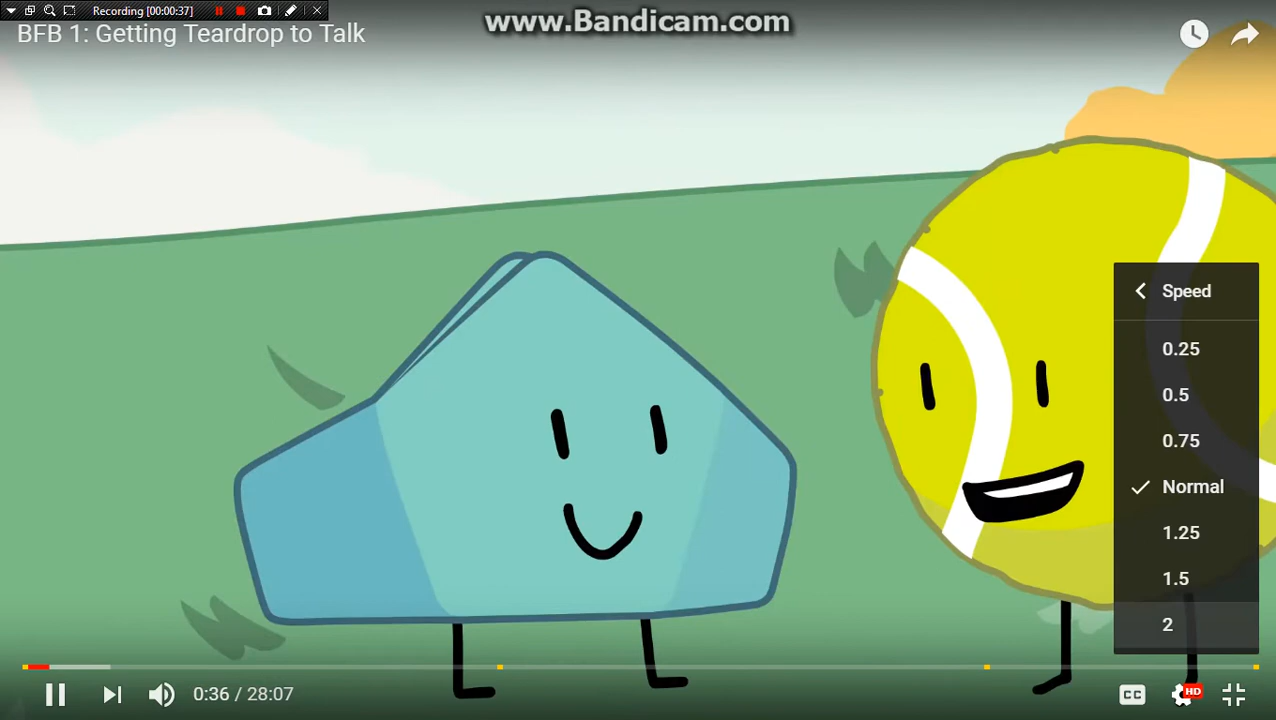 Recording [00:00:37]
www.Bandicam.com
BFB 1: Getting Teardrop to Talk
Speed
0.25
0.5
0.75
Normal
1.25
1.5
2
0:36 / 28:07
CC
HD